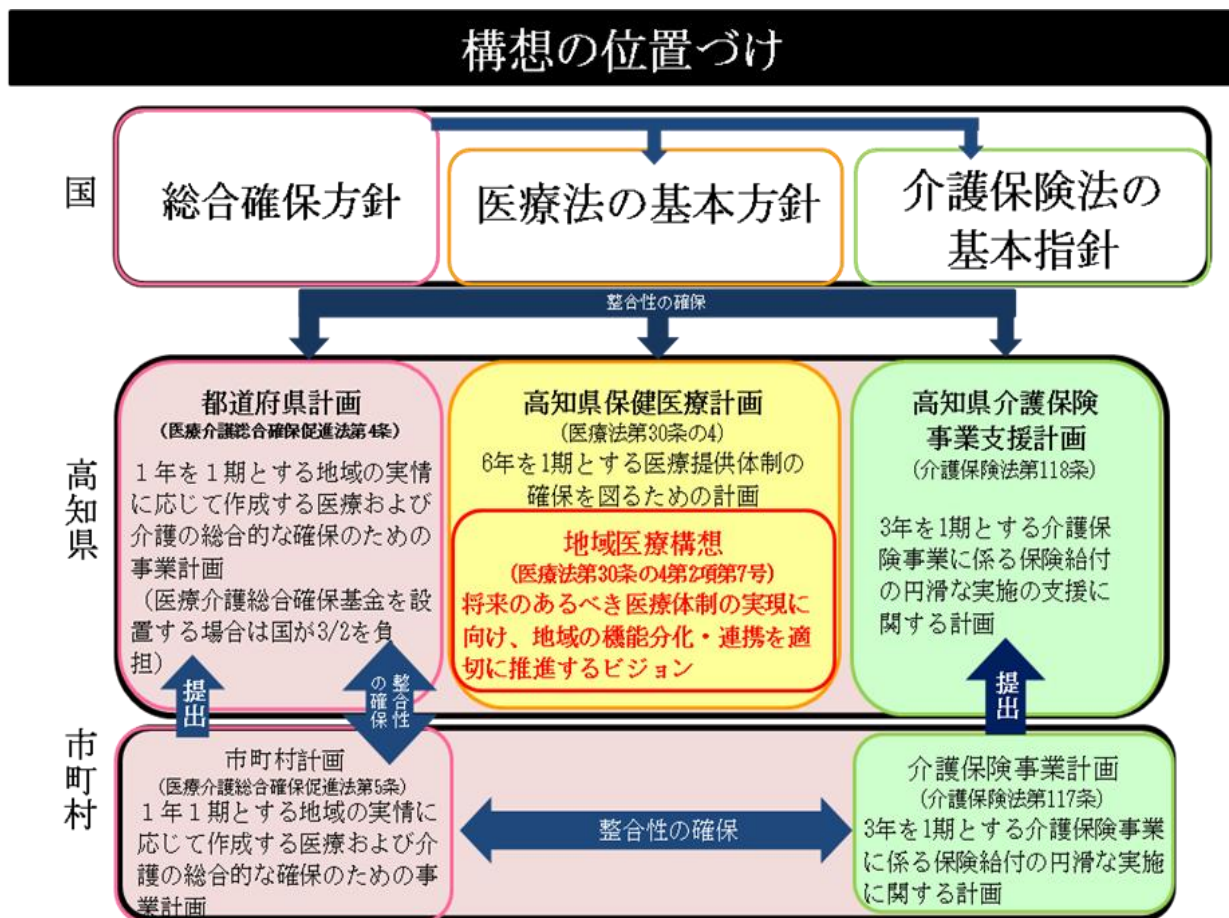 構想の位置づけ
国
総合確保方針
医療法の基本方針
介護保険法の
基本指針
整合性の確保
高知県
都道府県計画
(医療介護総合確保促進法第4条)
１年を１期とする地域の実情
に応じて作成する医療および
介護の総合的な確保のための
事業計画
（医療介護総合確保基金を設
置する場合は国が3/2を負
担）
高知県保健医療計画
(医療法第30条の4)
6年を1期とする医療提供体制の
確保を図るための計画
地域医療構想
(医療法第30条の4第2項第7号)
将来のあるべき医療体制の実現に
向け、地域の機能分化・連携を適
切に推進するビジョン
高知県介護保険
事業支援計画
(介護保険法第118条)
3年を1期とする介護保
険事業に係る保険給付
の円滑な実施の支援に
関する計画
提出
整合性
の確保
提出
市町村
市町村計画
(医療介護総合確保促進法第5条)
１年１期とする地域の実情に
応じて作成する医療および介
護の総合的な確保のための事
業計画
整合性の確保
介護保険事業計画
(介護保険法第117条)
3年を1期とする介護保険事業
に係る保険給付の円滑な実施
に関する計画